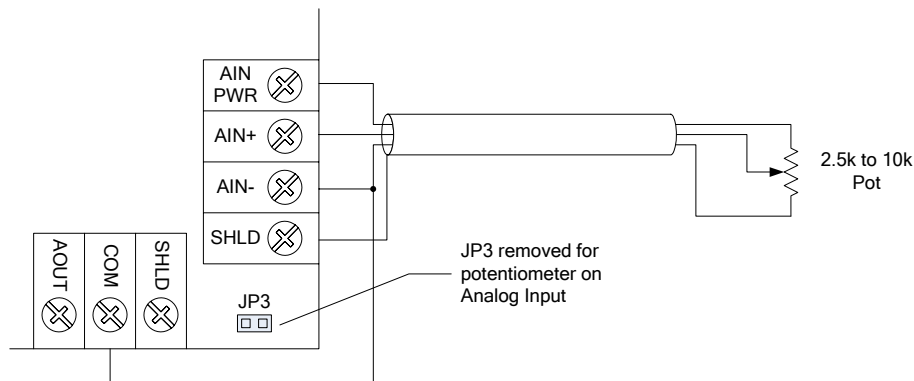 AIN
PWR
AIN+
AIN-
SHLD
2.5k to 10k
Pot
AOUT
COM
SHLD
JP3
JP3 removed for
potentiometer on
Analog Input